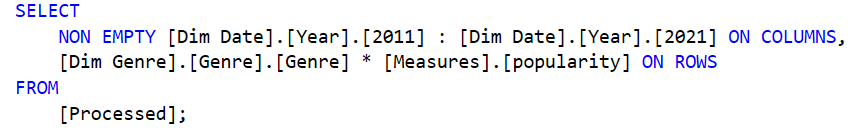 SELECT
NON EMPTY [Dim Date].[Year].[2011] : [Dim Date].[Year].[2021] ON COLUMNS,
[Dim Genre].[Genre].[Genre] * [Measures].[popularity] ON ROWS
FROM
[Processed];